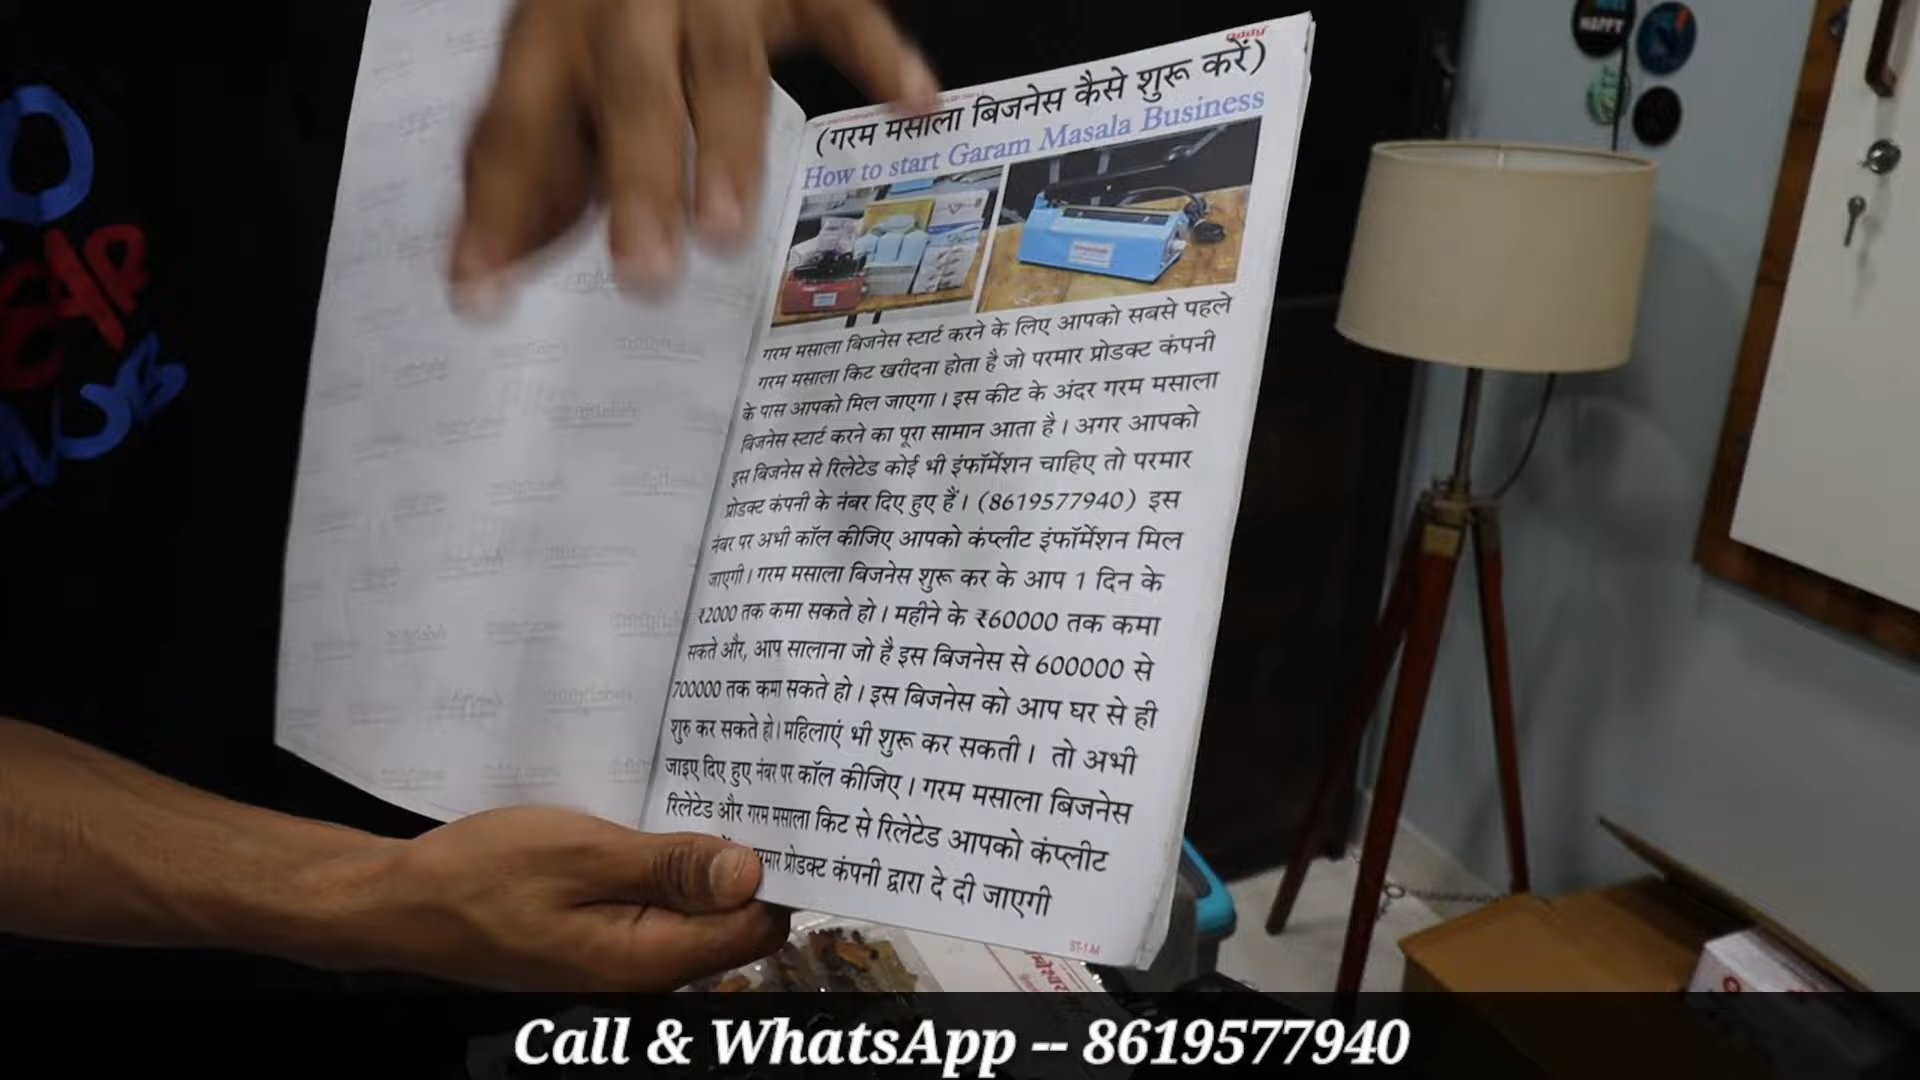 HAPPY
(गरम मसाला बिजनेस कैसे शुरू करें)
How to start Garam Masala Business
गरम मसाला बिजनेस स्टार्ट करने के लिए आपको सबसे पहले
गरम मसाला किट खरीदना होता है जो परमार प्रोडक्ट कंपनी
के पास आपको मिल जाएगा। इस कीट के अंदर गरम मसाला
बिजनेस स्टार्ट करने का पूरा सामान आता है। अगर आपको
इस बिजनेस से रिलेटेड कोई भी इंफॉर्मेशन चाहिए तो परमार
प्रोडक्ट कंपनी के नंबर दिए हुए हैं। (8619577940) इस
नंबर पर अभी कॉल कीजिए आपको कंप्लीट इंफॉर्मेशन मिल
जाएगी। गरम मसाला बिजनेस शुरू कर के आप 1 दिन के
₹2000 तक कमा सकते हो। महीने के ₹60000 तक कमा
सकते और, आप सालाना जो है इस बिजनेस से 600000 से
700000 तक कमा सकते हो। इस बिजनेस को आप घर से ही
शुरु कर सकते हो। महिलाएं भी शुरू कर सकती। तो अभी
जाइए दिए हुए नंबर पर कॉल कीजिए। गरम मसाला बिजनेस
रिलेटेड और गरम मसाला किट से रिलेटेड आपको कंप्लीट
प्रोडक्ट कंपनी द्वारा दे दी जाएगी
ST-1 A4
Call & WhatsApp -- 8619577940